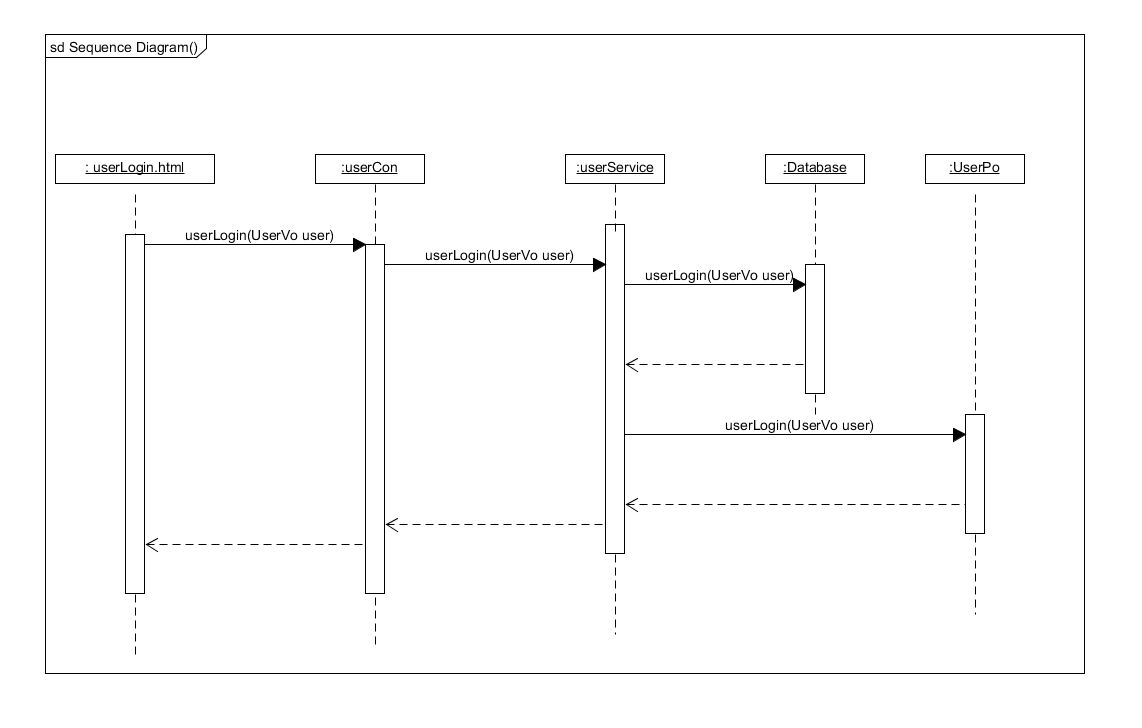 sd Sequence Diagram()
: userLogin.html
:userCon
:userService
:Database
:UserPo
userLogin(UserVo user)
userLogin(UserVo user)
userLogin(UserVo user)
userLogin(UserVo user)